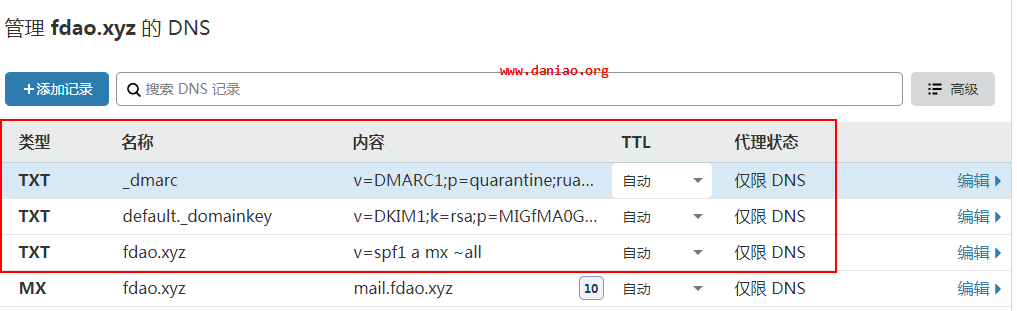 管理 fdao.xyz 的 DNS
www.daniao.org
+添加记录 搜索 DNS 记录 高级
类型 名称 内容 TTL 代理状态
TXT _dmarc v=DMARC1;p=quarantine;rua... 自动 仅限 DNS 编辑
TXT default._domainkey v=DKIM1;k=rsa;p=MIGfMA0G... 自动 仅限 DNS 编辑
TXT fdao.xyz v=spf1 a mx ~all 自动 仅限 DNS 编辑
MX fdao.xyz mail.fdao.xyz 10 自动 仅限 DNS 编辑